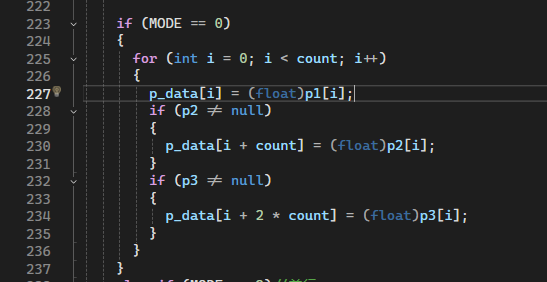 222
223 if (MODE == 0)
224 {
225 for (int i = 0; i < count; i++)
226 {
227 p_data[i] = (float)p1[i];
228 if (p2 ≠ null)
229 {
230 p_data[i + count] = (float)p2[i];
231 }
232 if (p3 ≠ null)
233 {
234 p_data[i + 2 * count] = (float)p3[i];
235 }
236 }
237 }